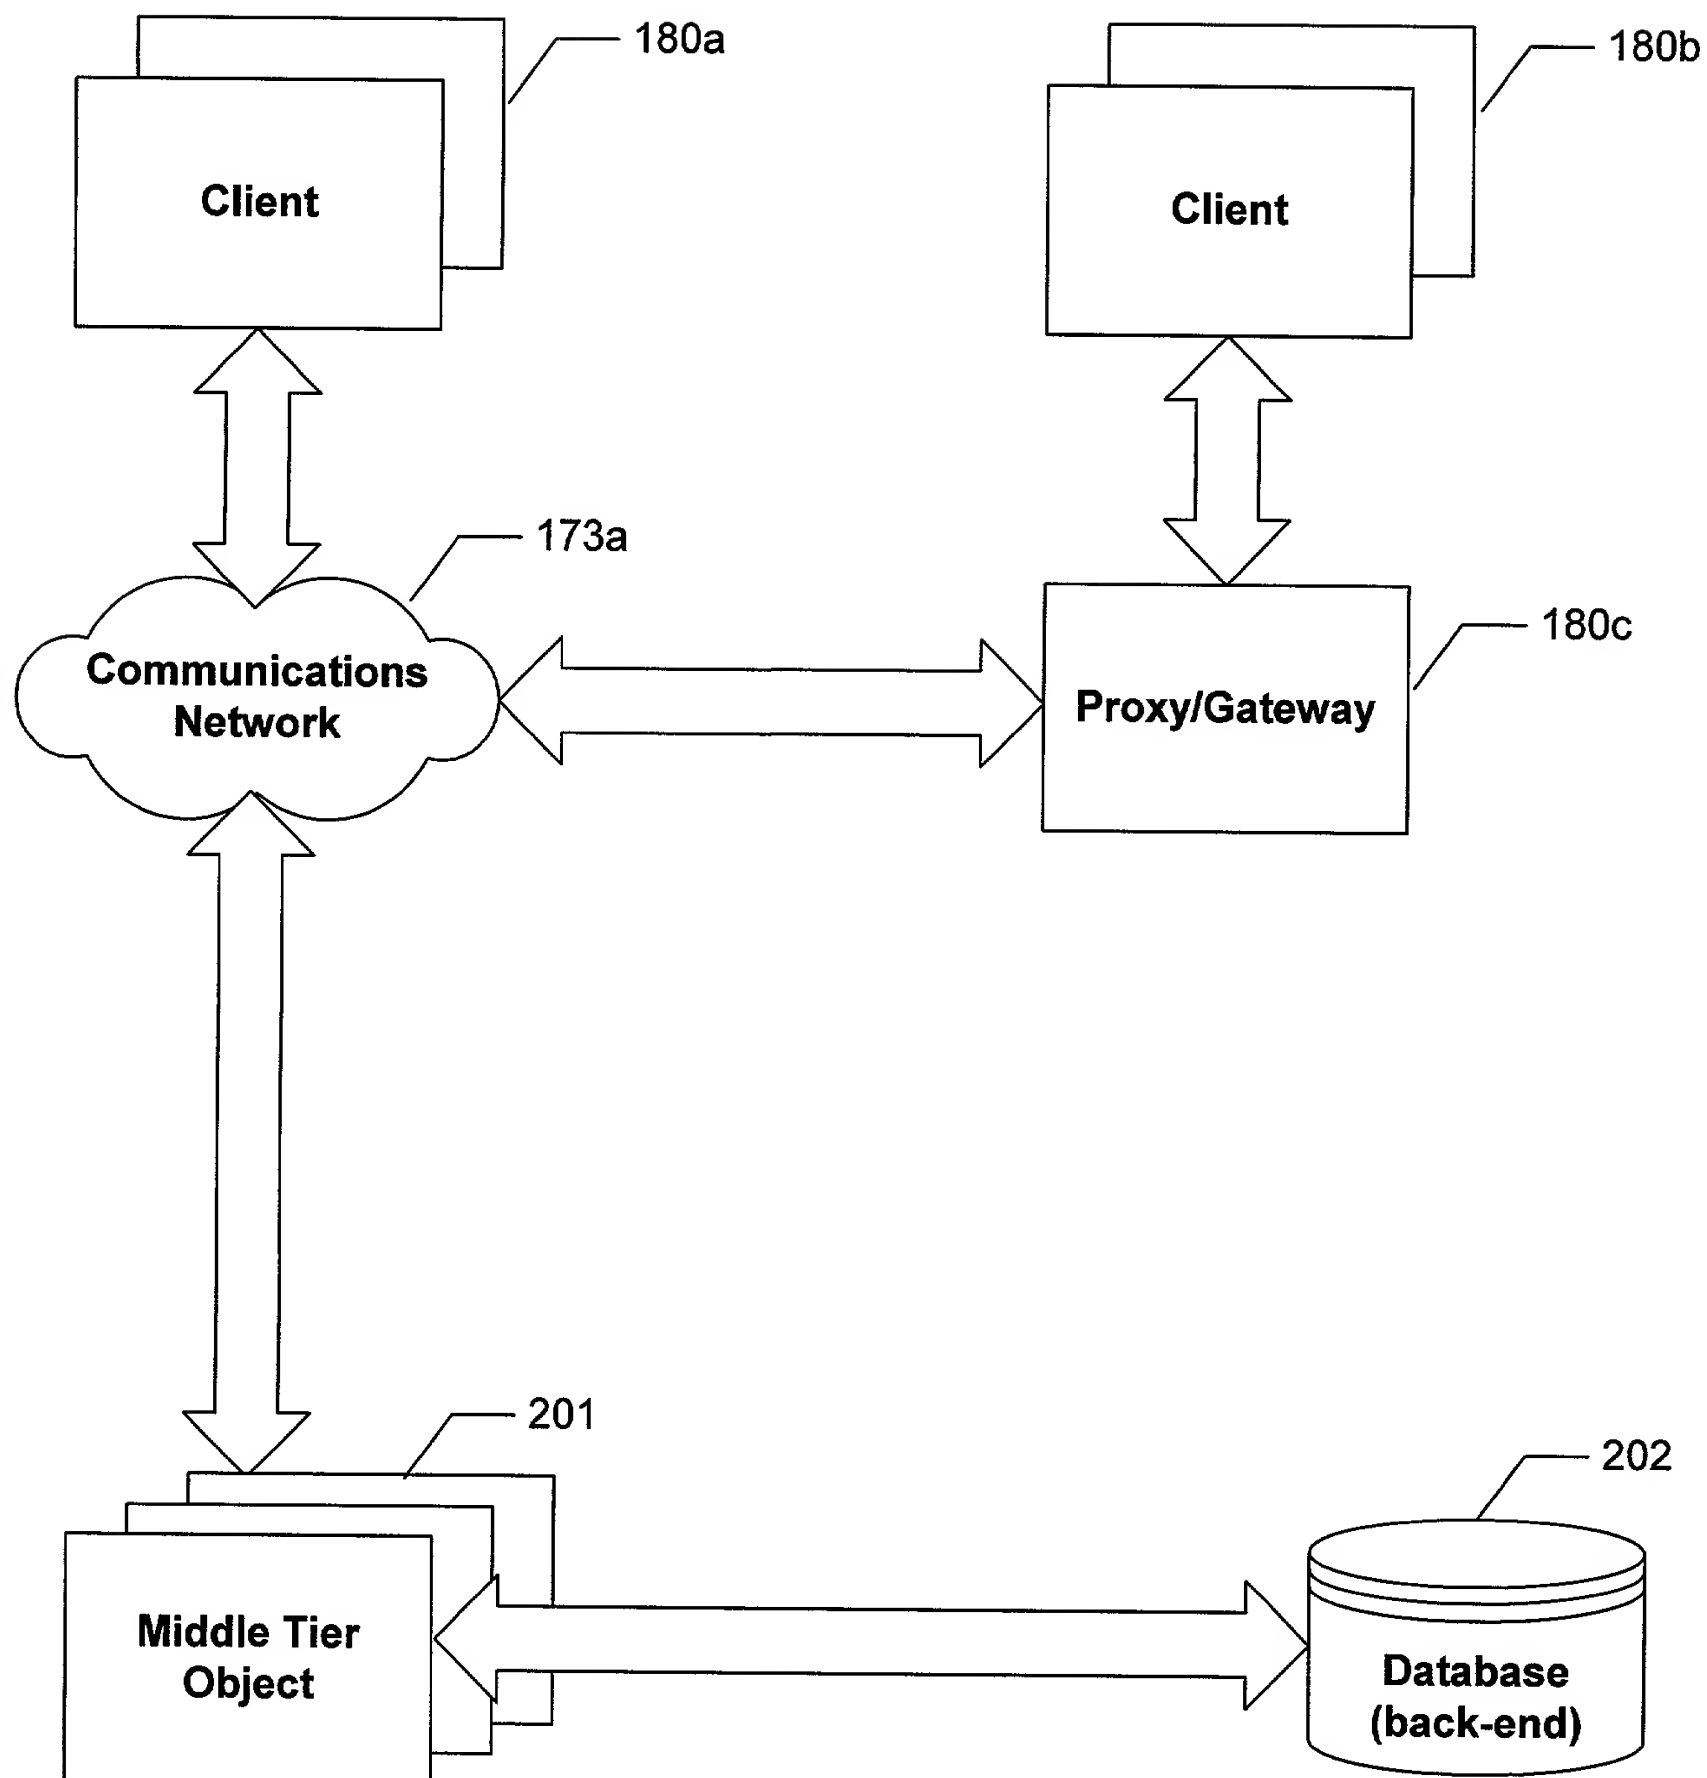 180a
180b
Client
Client
173a
180c
Communications
Network
Proxy/Gateway
201
202
Middle Tier
Object
Database
(back-end)